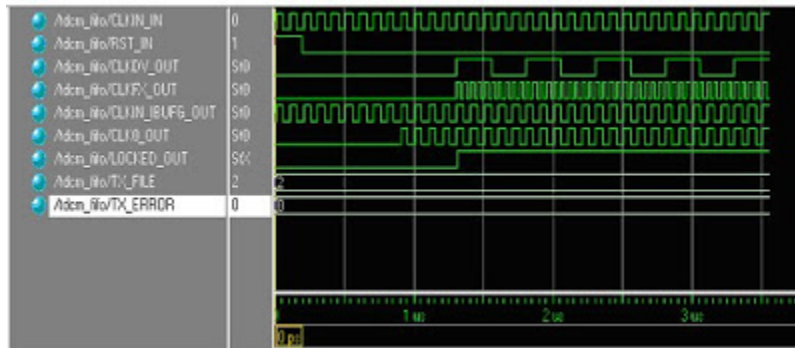 /dcm_fifo/CLKIN_IN 0
/dcm_fifo/RST_IN 1
/dcm_fifo/CLKDV_OUT St0
/dcm_fifo/CLKFX_OUT St0
/dcm_fifo/CLKIN_IBUFG_OUT St0
/dcm_fifo/CLK0_OUT St0
/dcm_fifo/LOCKED_OUT StX
/dcm_fifo/TX_FILE 2 2
/dcm_fifo/TX_ERROR 0 0
1 us 2 us 3 us
0 ps